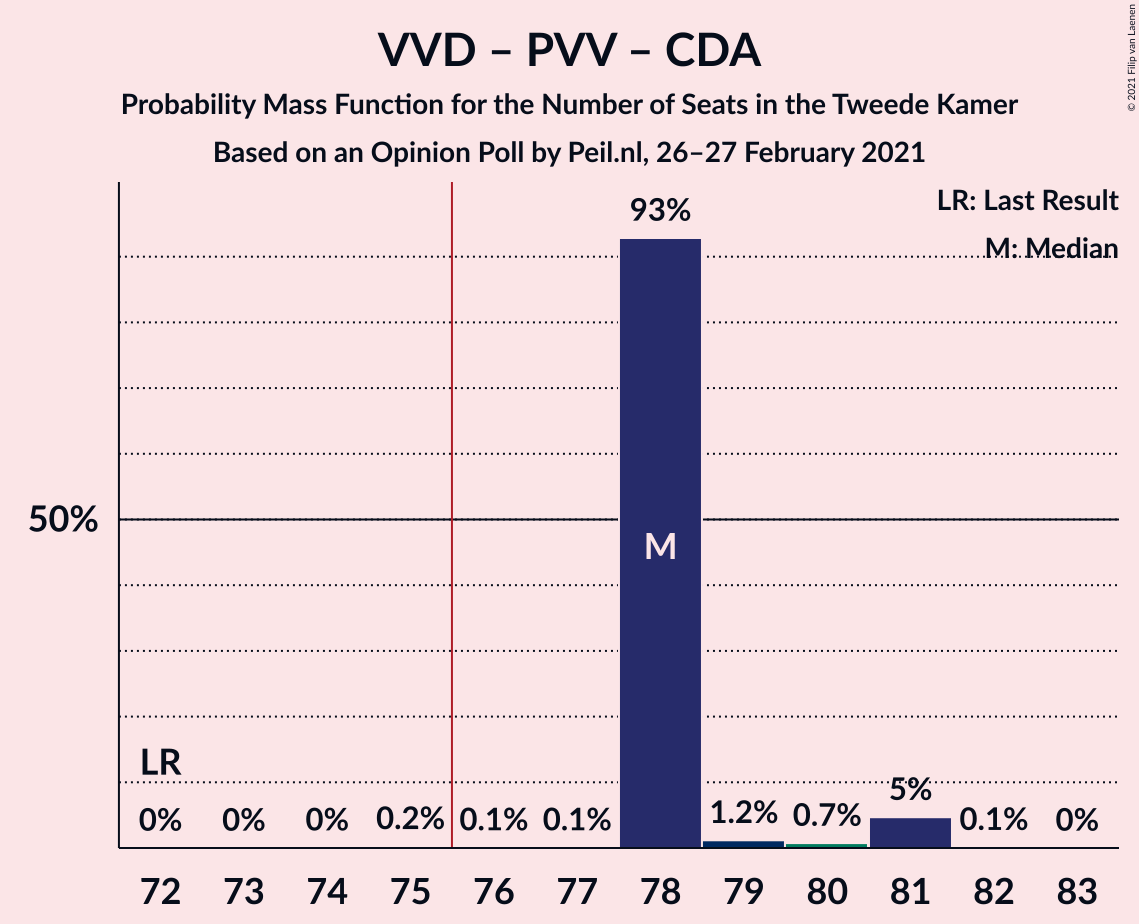 VVD – PVV – CDA
Probability Mass Function for the Number of Seats in the Tweede Kamer
Based on an Opinion Poll by Peil.nl, 26–27 February 2021
© 2021 Filip van Laenen
LR: Last Result
M: Median
93%
50%
M
LR
0% 0% 0% 0.2% 0.1% 0.1% 1.2% 0.7% 5% 0.1% 0%
72 73 74 75 76 77 78 79 80 81 82 83